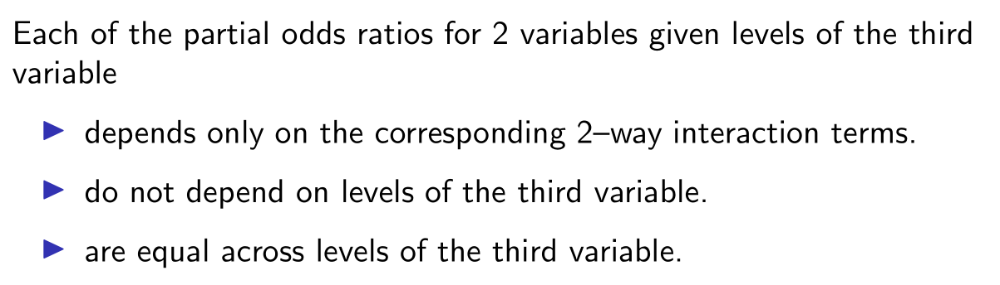 Each of the partial odds ratios for 2 variables given levels of the third
variable
▶ depends only on the corresponding 2–way interaction terms.
▶ do not depend on levels of the third variable.
▶ are equal across levels of the third variable.